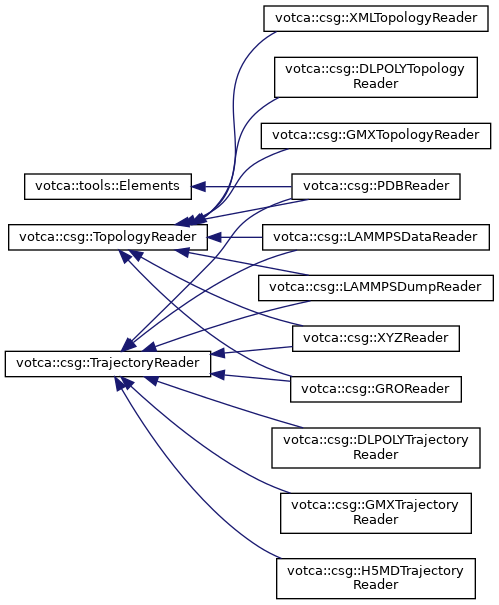 votca::csg::XMLTopologyReader
votca::csg::DLPOLYTopology
Reader
votca::csg::GMXTopologyReader
votca::tools::Elements
votca::csg::PDBReader
votca::csg::TopologyReader
votca::csg::LAMMPSDataReader
votca::csg::LAMMPSDumpReader
votca::csg::XYZReader
votca::csg::TrajectoryReader
votca::csg::GROReader
votca::csg::DLPOLYTrajectory
Reader
votca::csg::GMXTrajectory
Reader
votca::csg::H5MDTrajectory
Reader